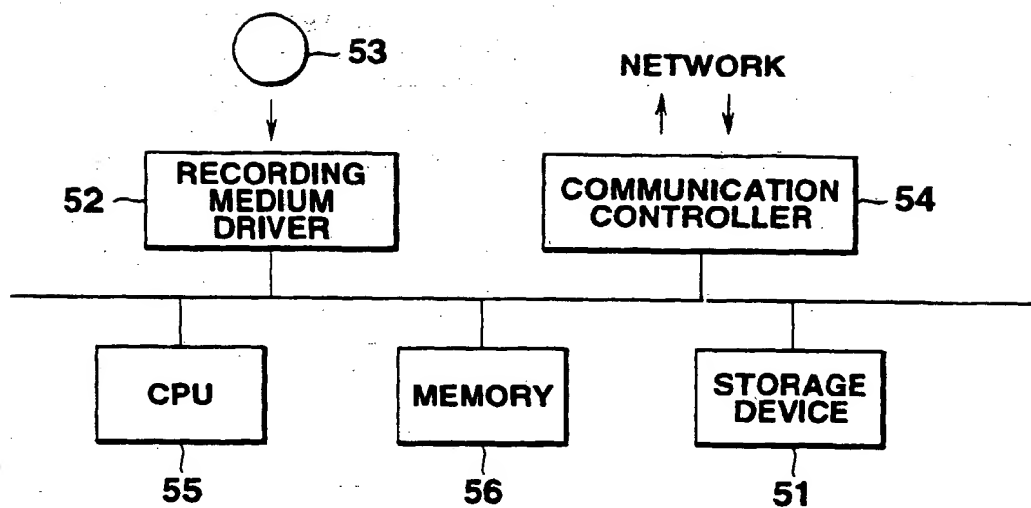 53
NETWORK
52
RECORDING
MEDIUM
DRIVER
COMMUNICATION
CONTROLLER
54
CPU
MEMORY
STORAGE
DEVICE
55
56
51